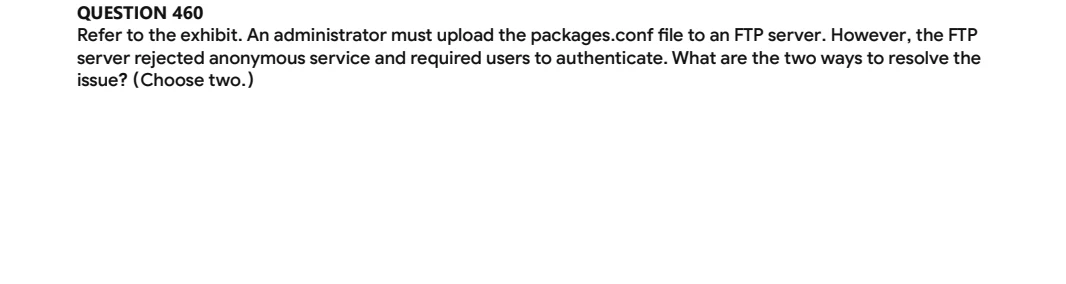 QUESTION 460
Refer to the exhibit. An administrator must upload the packages.conf file to an FTP server. However, the FTP
server rejected anonymous service and required users to authenticate. What are the two ways to resolve the
issue? (Choose two.)